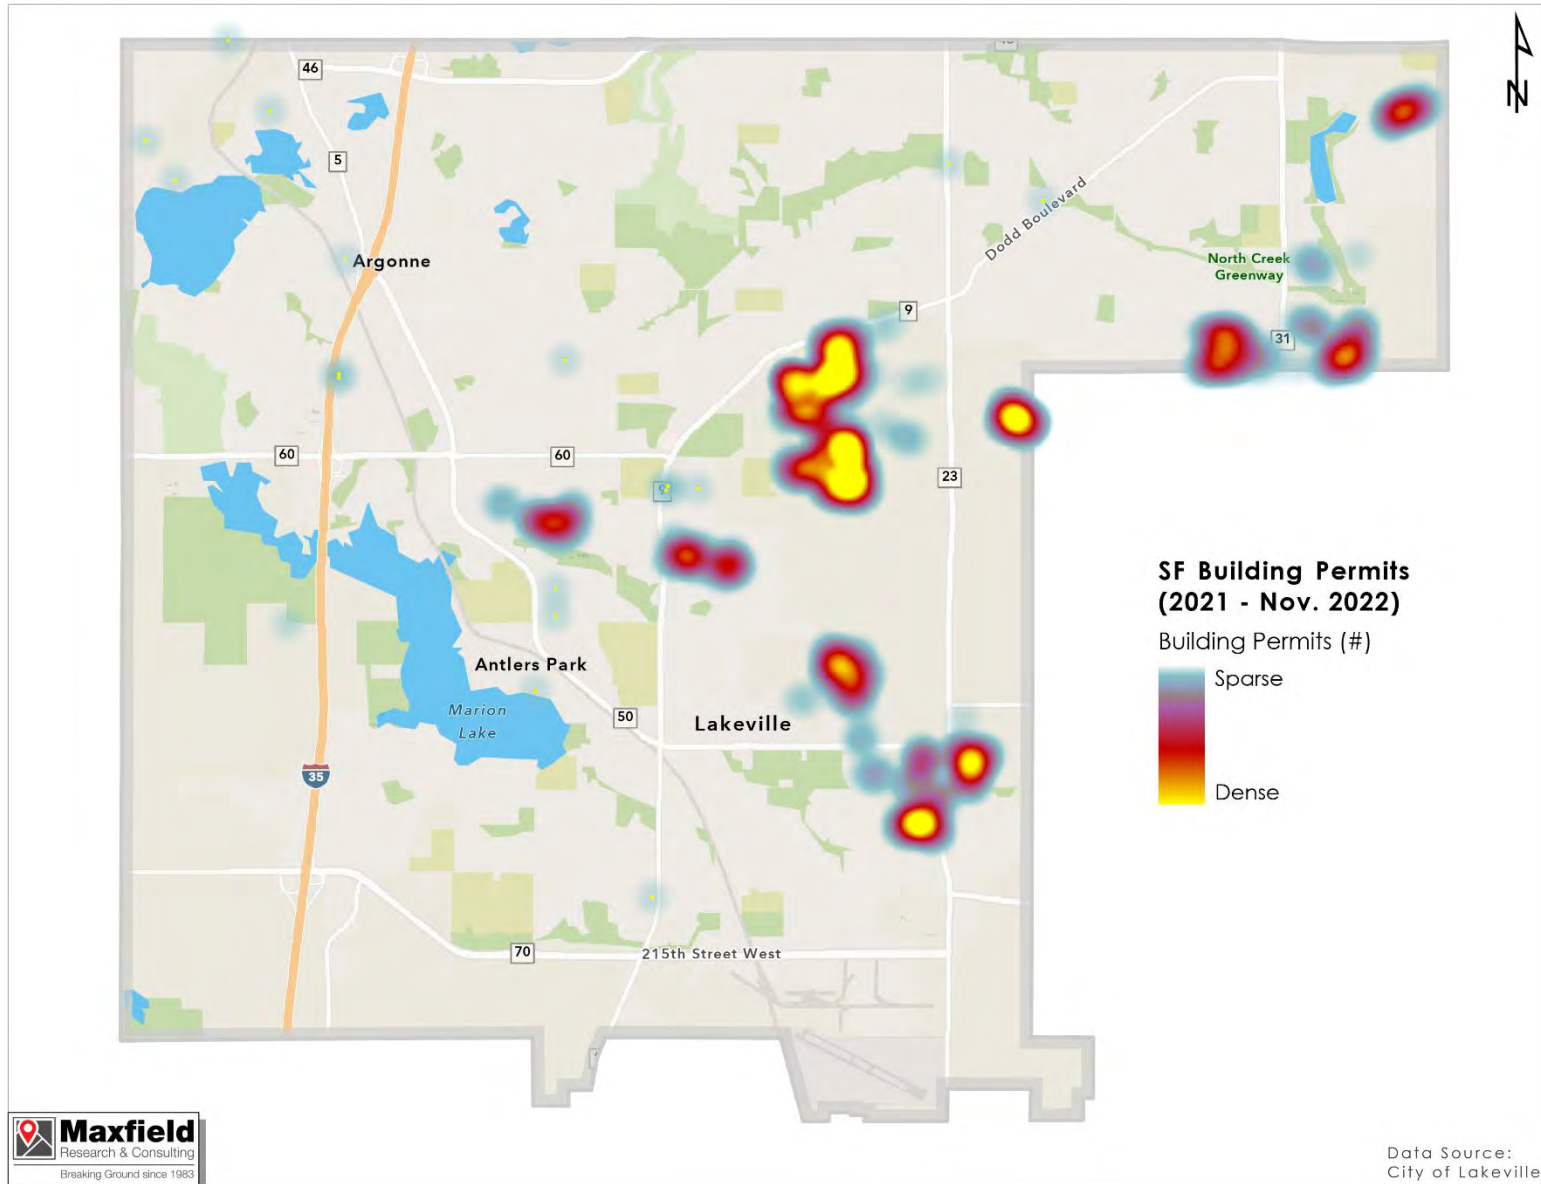 46
5
Argonne
Dodd Boulevard
North Creek
Greenway
9
31
60
60
9
23
N
SF Building Permits
(2021 - Nov. 2022)
Building Permits (#)
Sparse
Dense
Antlers Park
Marion
Lake
50
Lakeville
35
70
215th Street West
Maxfield
Research & Consulting
Breaking Ground since 1983
Data Source:
City of Lakeville